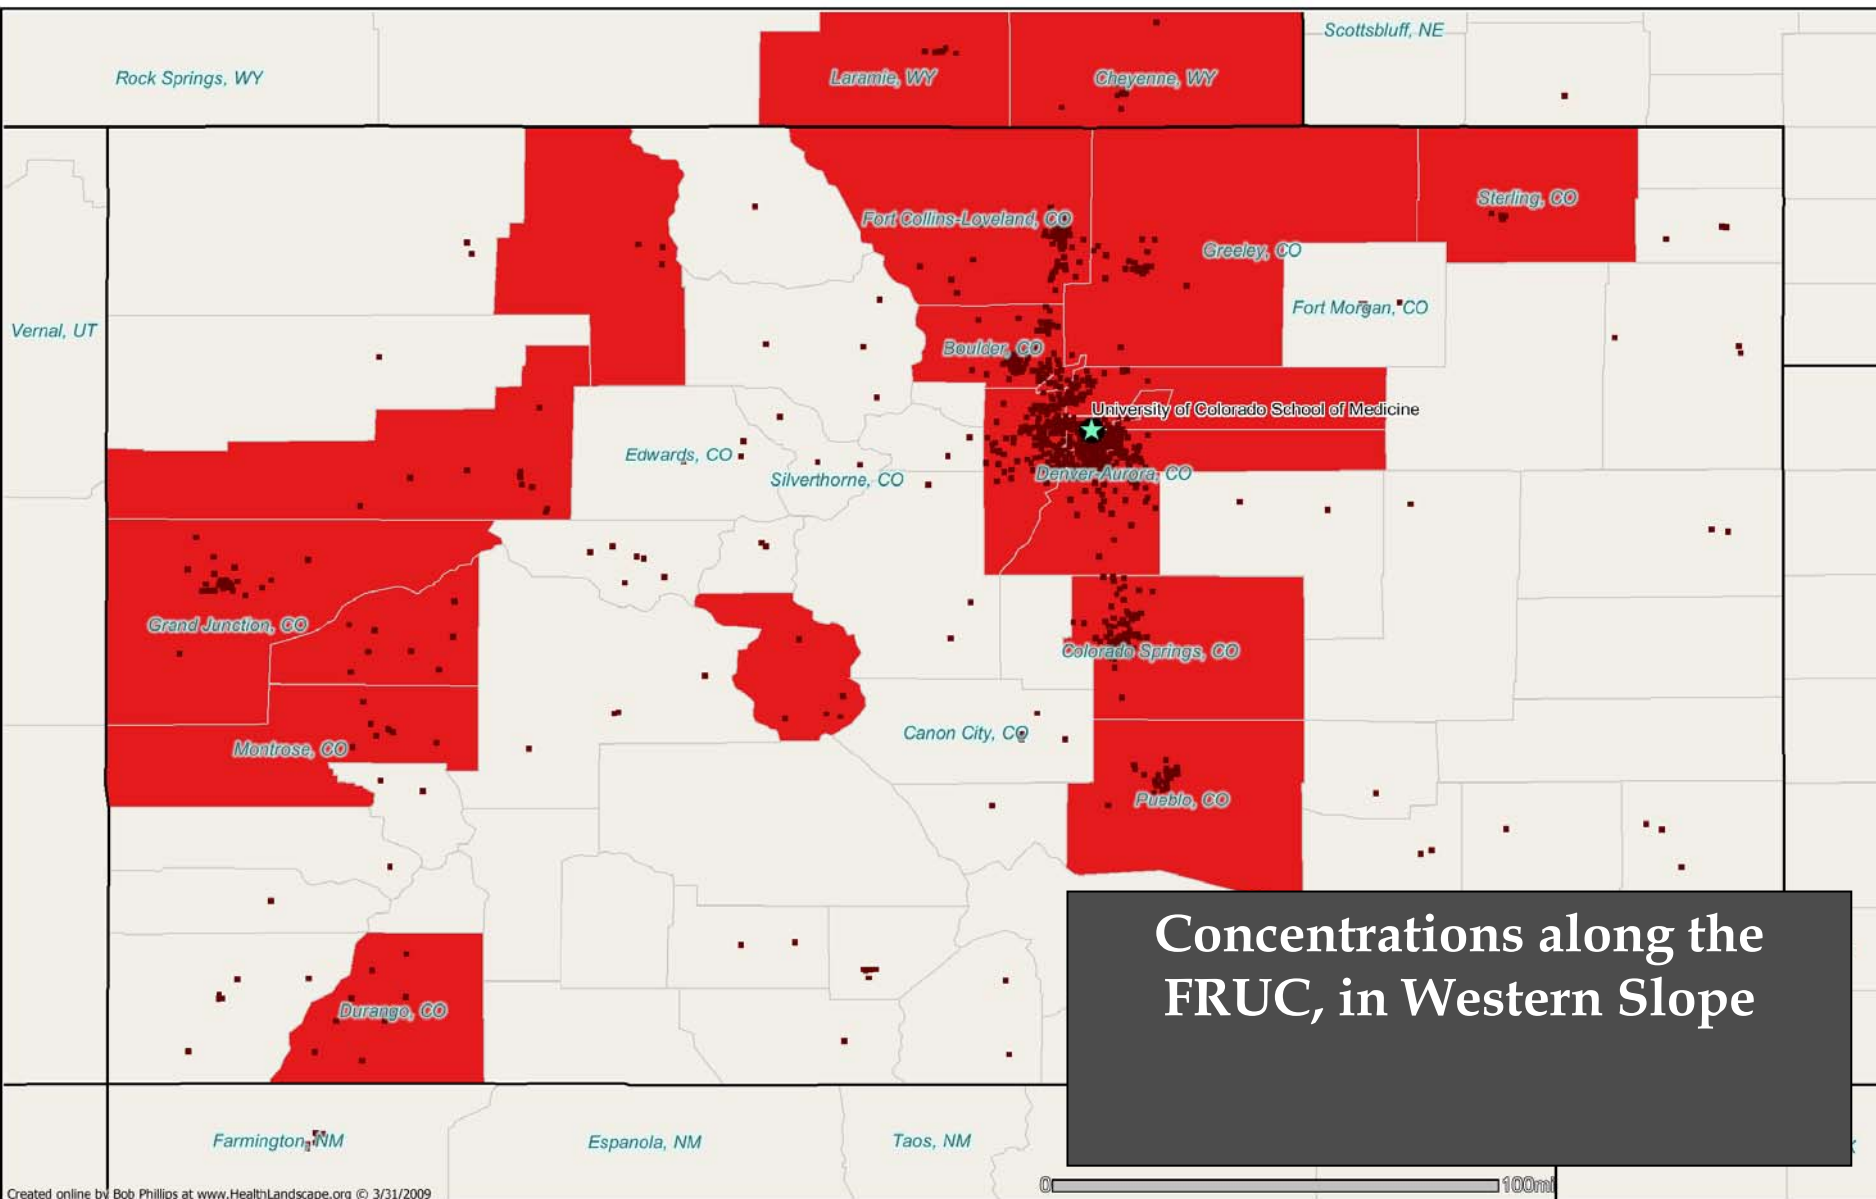 Scottsbluff, NE
Rock Springs, WY
Laramie, WY
Cheyenne, WY
Sterling, CO
Fort Collins-Loveland, CO
Greeley, CO
Fort Morgan, CO
Vernal, UT
Boulder, CO
University of Colorado School of Medicine
Edwards, CO
Silverthorne, CO
Denver-Aurora, CO
Grand Junction, CO
Colorado Springs, CO
Canon City, CO
Montrose, CO
Pueblo, CO
Concentrations along the
FRUC, in Western Slope
Durango, CO
Farmington, NM
Espanola, NM
Taos, NM
0
100mi
Created online by Bob Phillips at www.HealthLandscape.org © 3/31/2009